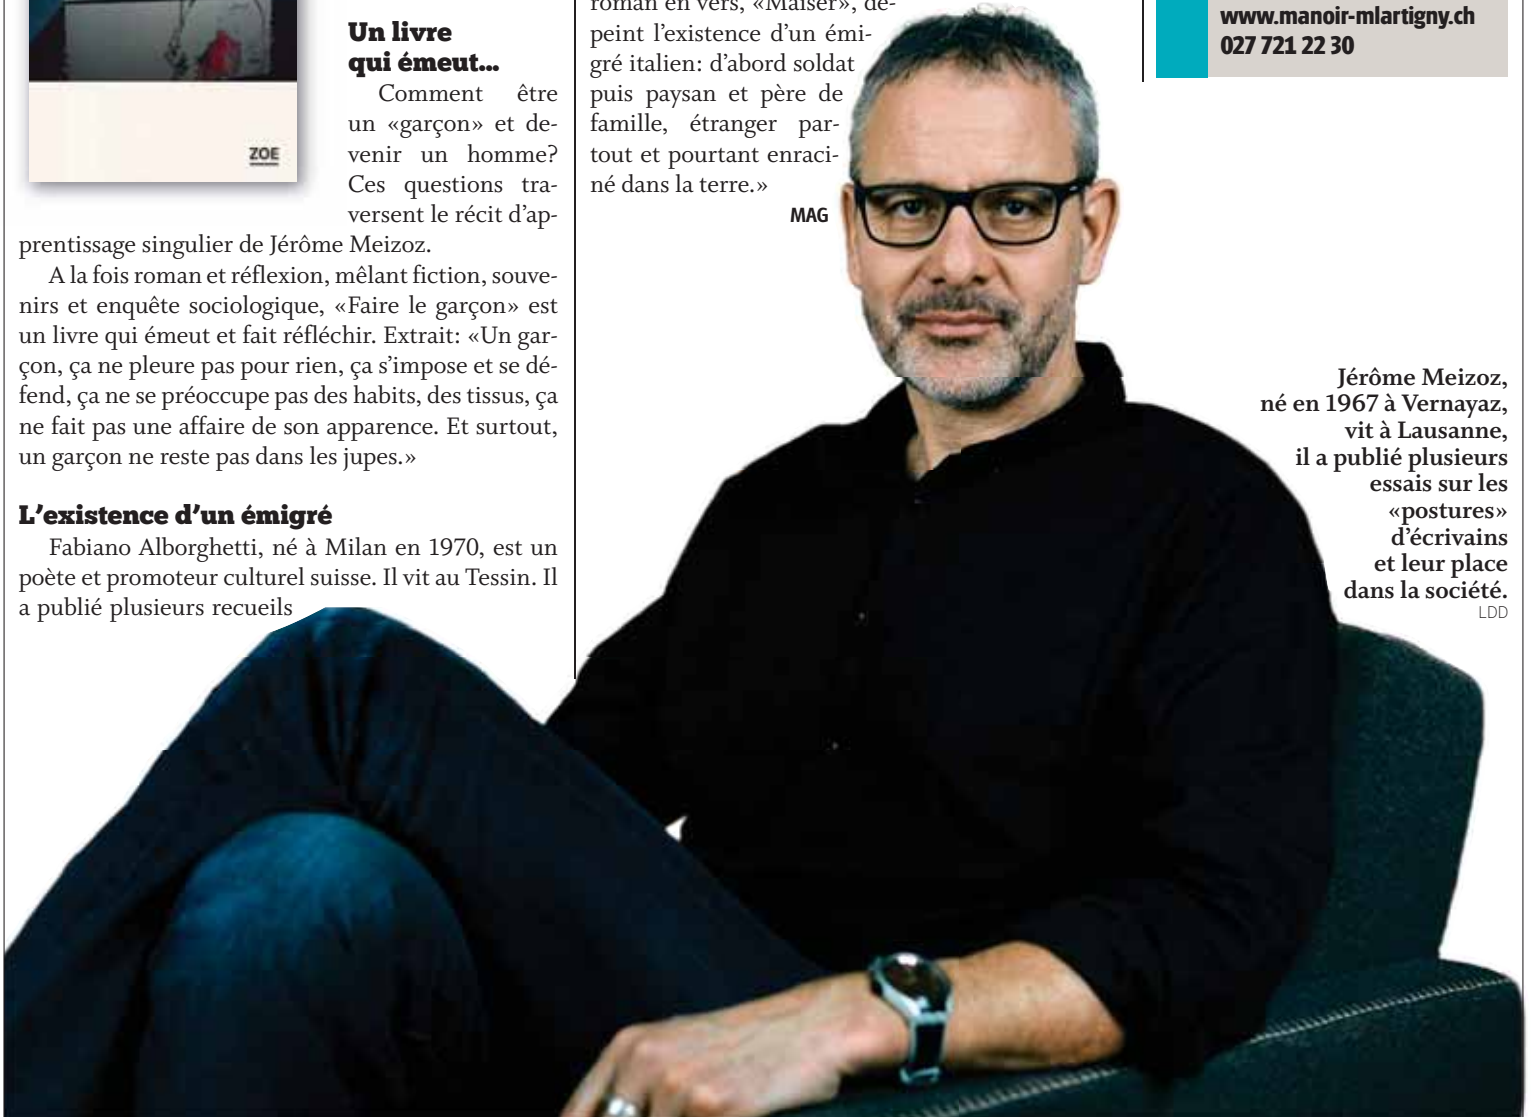 ZOE
Un livre
qui émeut...
Comment être
un «garçon» et de-
venir un homme?
Ces questions tra-
versent le récit d'ap-
prentissage singulier de Jérôme Meizoz.
A la fois roman et réflexion, mêlant fiction, souve-
nirs et enquête sociologique, «Faire le garçon» est
un livre qui émeut et fait réfléchir. Extrait: «Un gar-
çon, ça ne pleure pas pour rien, ça s'impose et se dé-
fend, ça ne se préoccupe pas des habits, des tissus, ça
ne fait pas une affaire de son apparence. Et surtout,
un garçon ne reste pas dans les jupes.»
L'existence d'un émigré
Fabiano Alborghetti, né à Milan en 1970, est un
poète et promoteur culturel suisse. Il vit au Tessin. Il
a publié plusieurs recueils
roman en vers, «Maiser», dé-
peint l'existence d'un émi-
gré italien: d'abord soldat
puis paysan et père de
famille, étranger par-
tout et pourtant enraci-
né dans la terre.»
MAG
www.manoir-mlartigny.ch
027 721 22 30
Jérôme Meizoz,
né en 1967 à Vernayaz,
vit à Lausanne,
il a publié plusieurs
essais sur les
«postures»
d'écrivains
et leur place
dans la société.
LDD